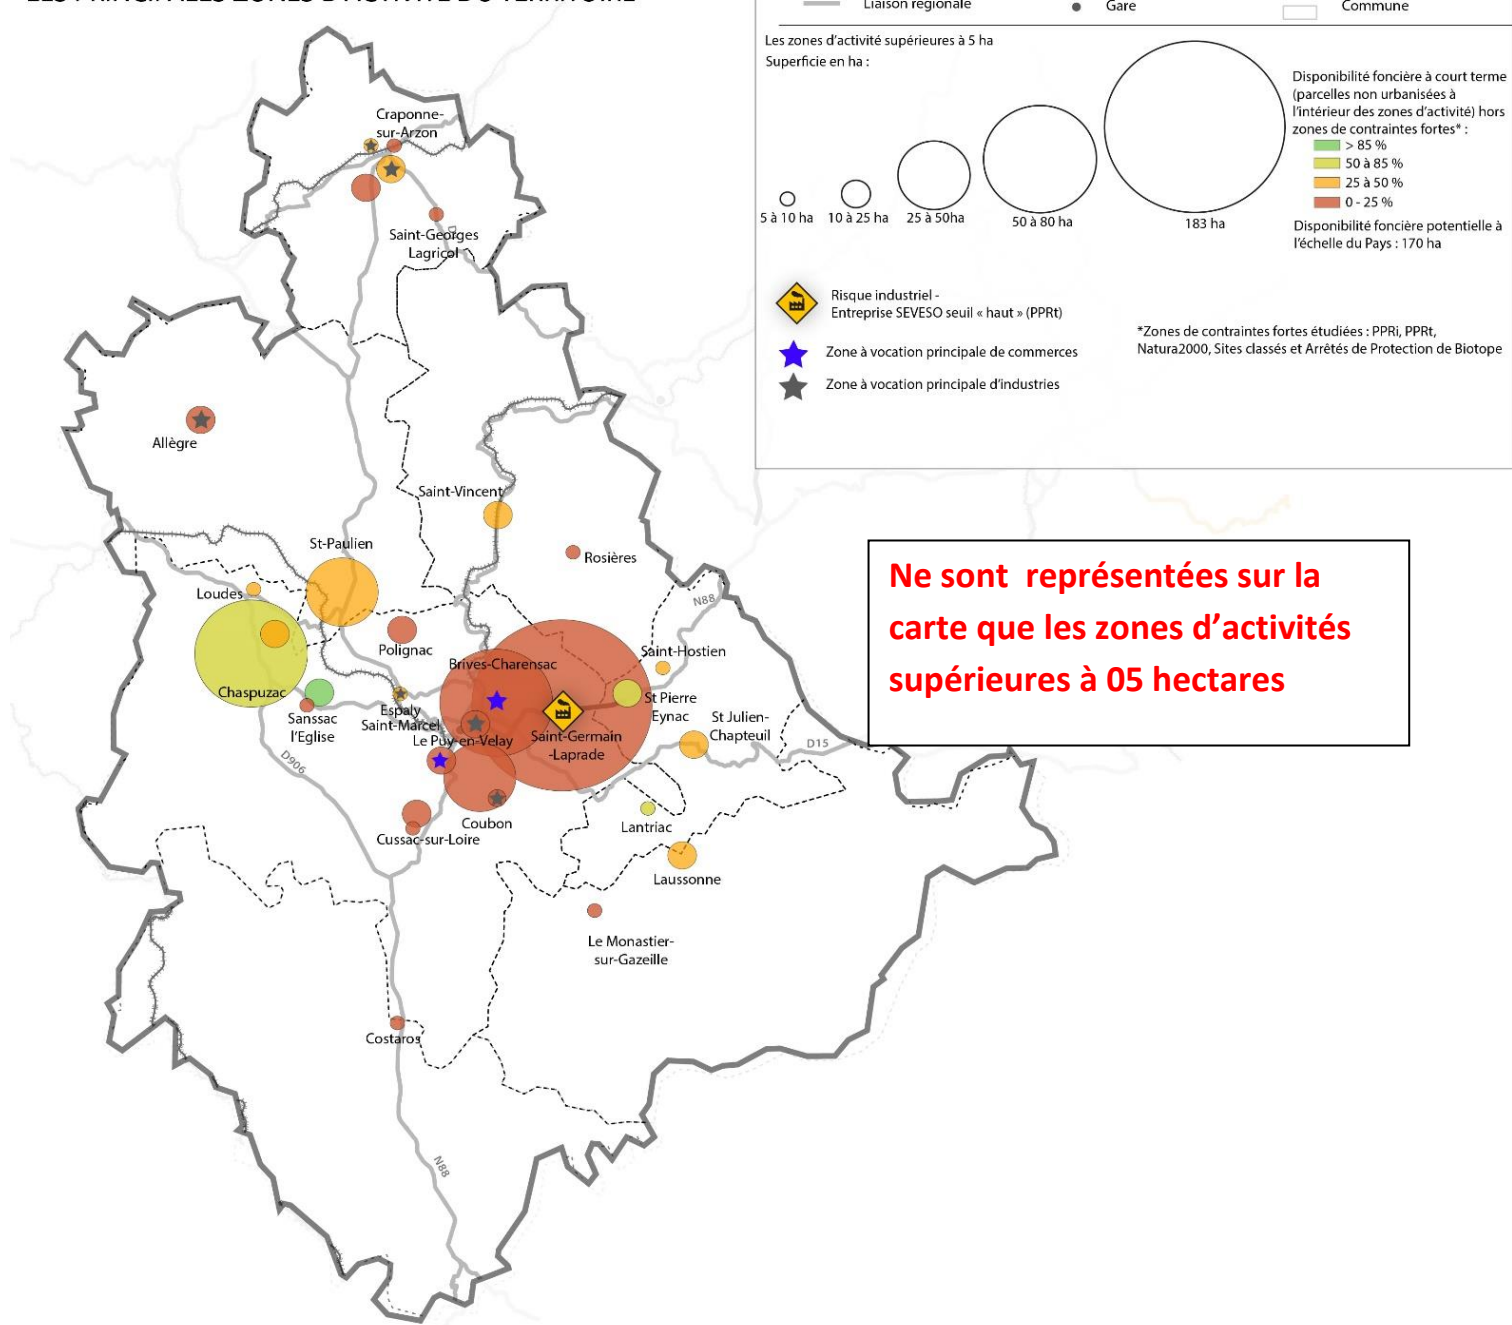 LES PRINCIPALES ZONES D'ACTIVITE DU TERRITOIRE
Liaison régionale
Gare
Commune
Les zones d'activité supérieures à 5 ha
Superficie en ha :
5 à 10 ha
10 à 25 ha
25 à 50ha
50 à 80 ha
183 ha
Disponibilité foncière à court terme
(parcelles non urbanisées à
l'intérieur des zones d'activité) hors
zones de contraintes fortes* :
> 85 %
50 à 85 %
25 à 50 %
0 - 25 %
Disponibilité foncière potentielle à
l'échelle du Pays : 170 ha
Risque industriel -
Entreprise SEVESO seuil « haut » (PPRt)
Zone à vocation principale de commerces
Zone à vocation principale d'industries
*Zones de contraintes fortes étudiées : PPRi, PPRt,
Natura2000, Sites classés et Arrêtés de Protection de Biotope
Craponne-
sur-Arzon
Saint-Georges
Lagricol
Allègre
Saint-Vincent
St-Paulien
Rosières
Loudes
Polignac
N88
Brives-Charensac
Saint-Hostien
Chaspuzac
Sanssac
l'Eglise
Espaly
Saint-Marcel
Le Puy-en-Velay
Saint-Germain
-Laprade
St Pierre
Eynac
St Julien-
Chapteuil
D15
D906
Coubon
Cussac-sur-Loire
Lantriac
Laussonne
Le Monastier-
sur-Gazeille
Costaros
N88
Ne sont représentées sur la
carte que les zones d'activités
supérieures à 05 hectares